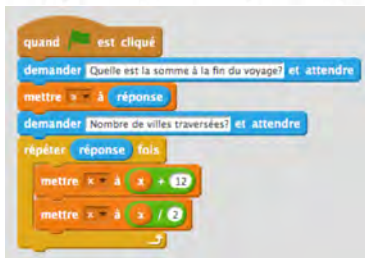 quand est cliqué
demander Quelle est la somme à la fin du voyage? et attendre
mettre x à réponse
demander Nombre de villes traversées? et attendre
répéter réponse fois
mettre x à x + 12
mettre x à x / 2